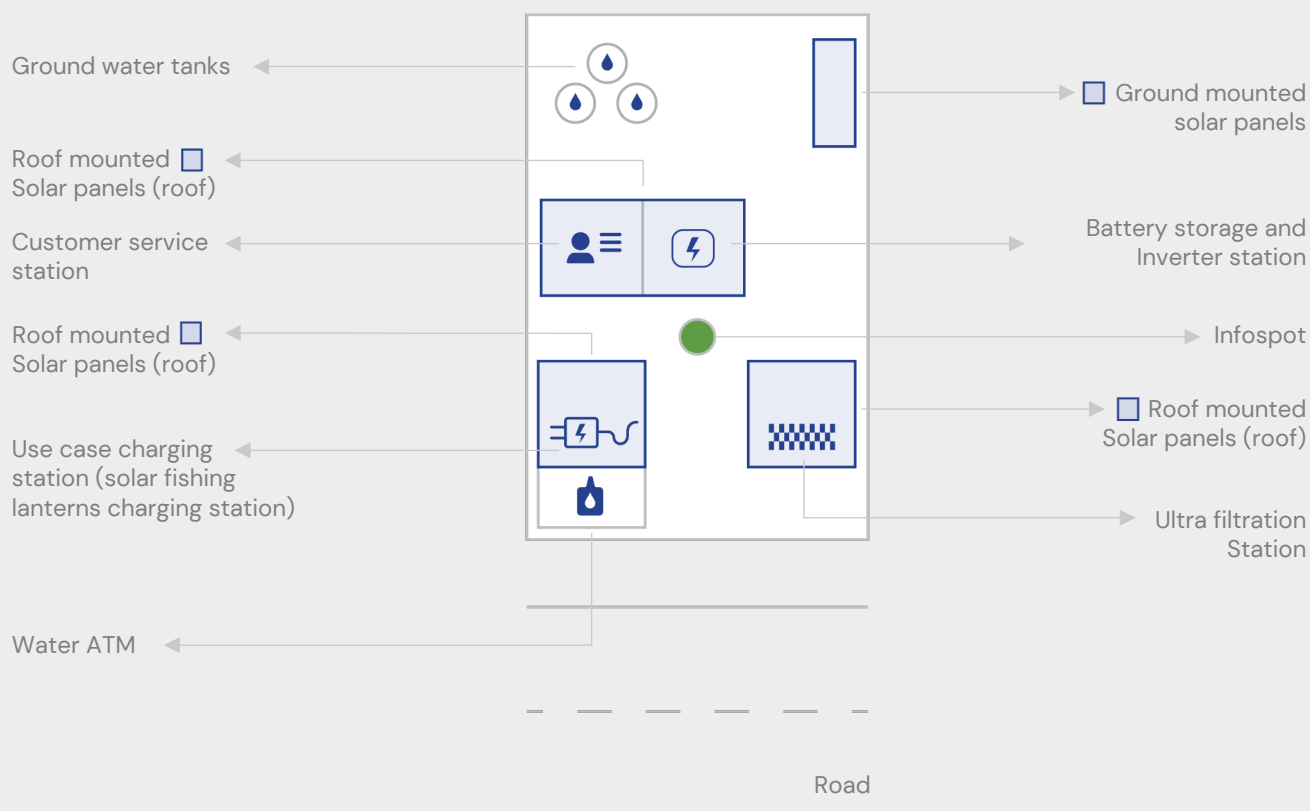 Ground water tanks
Roof mounted
Solar panels (roof)
Customer service
station
Roof mounted
Solar panels (roof)
Use case charging
station (solar fishing
lanterns charging station)
Water ATM
Ground mounted
solar panels
Battery storage and
Inverter station
Infospot
Roof mounted
Solar panels (roof)
Ultra filtration
Station
Road